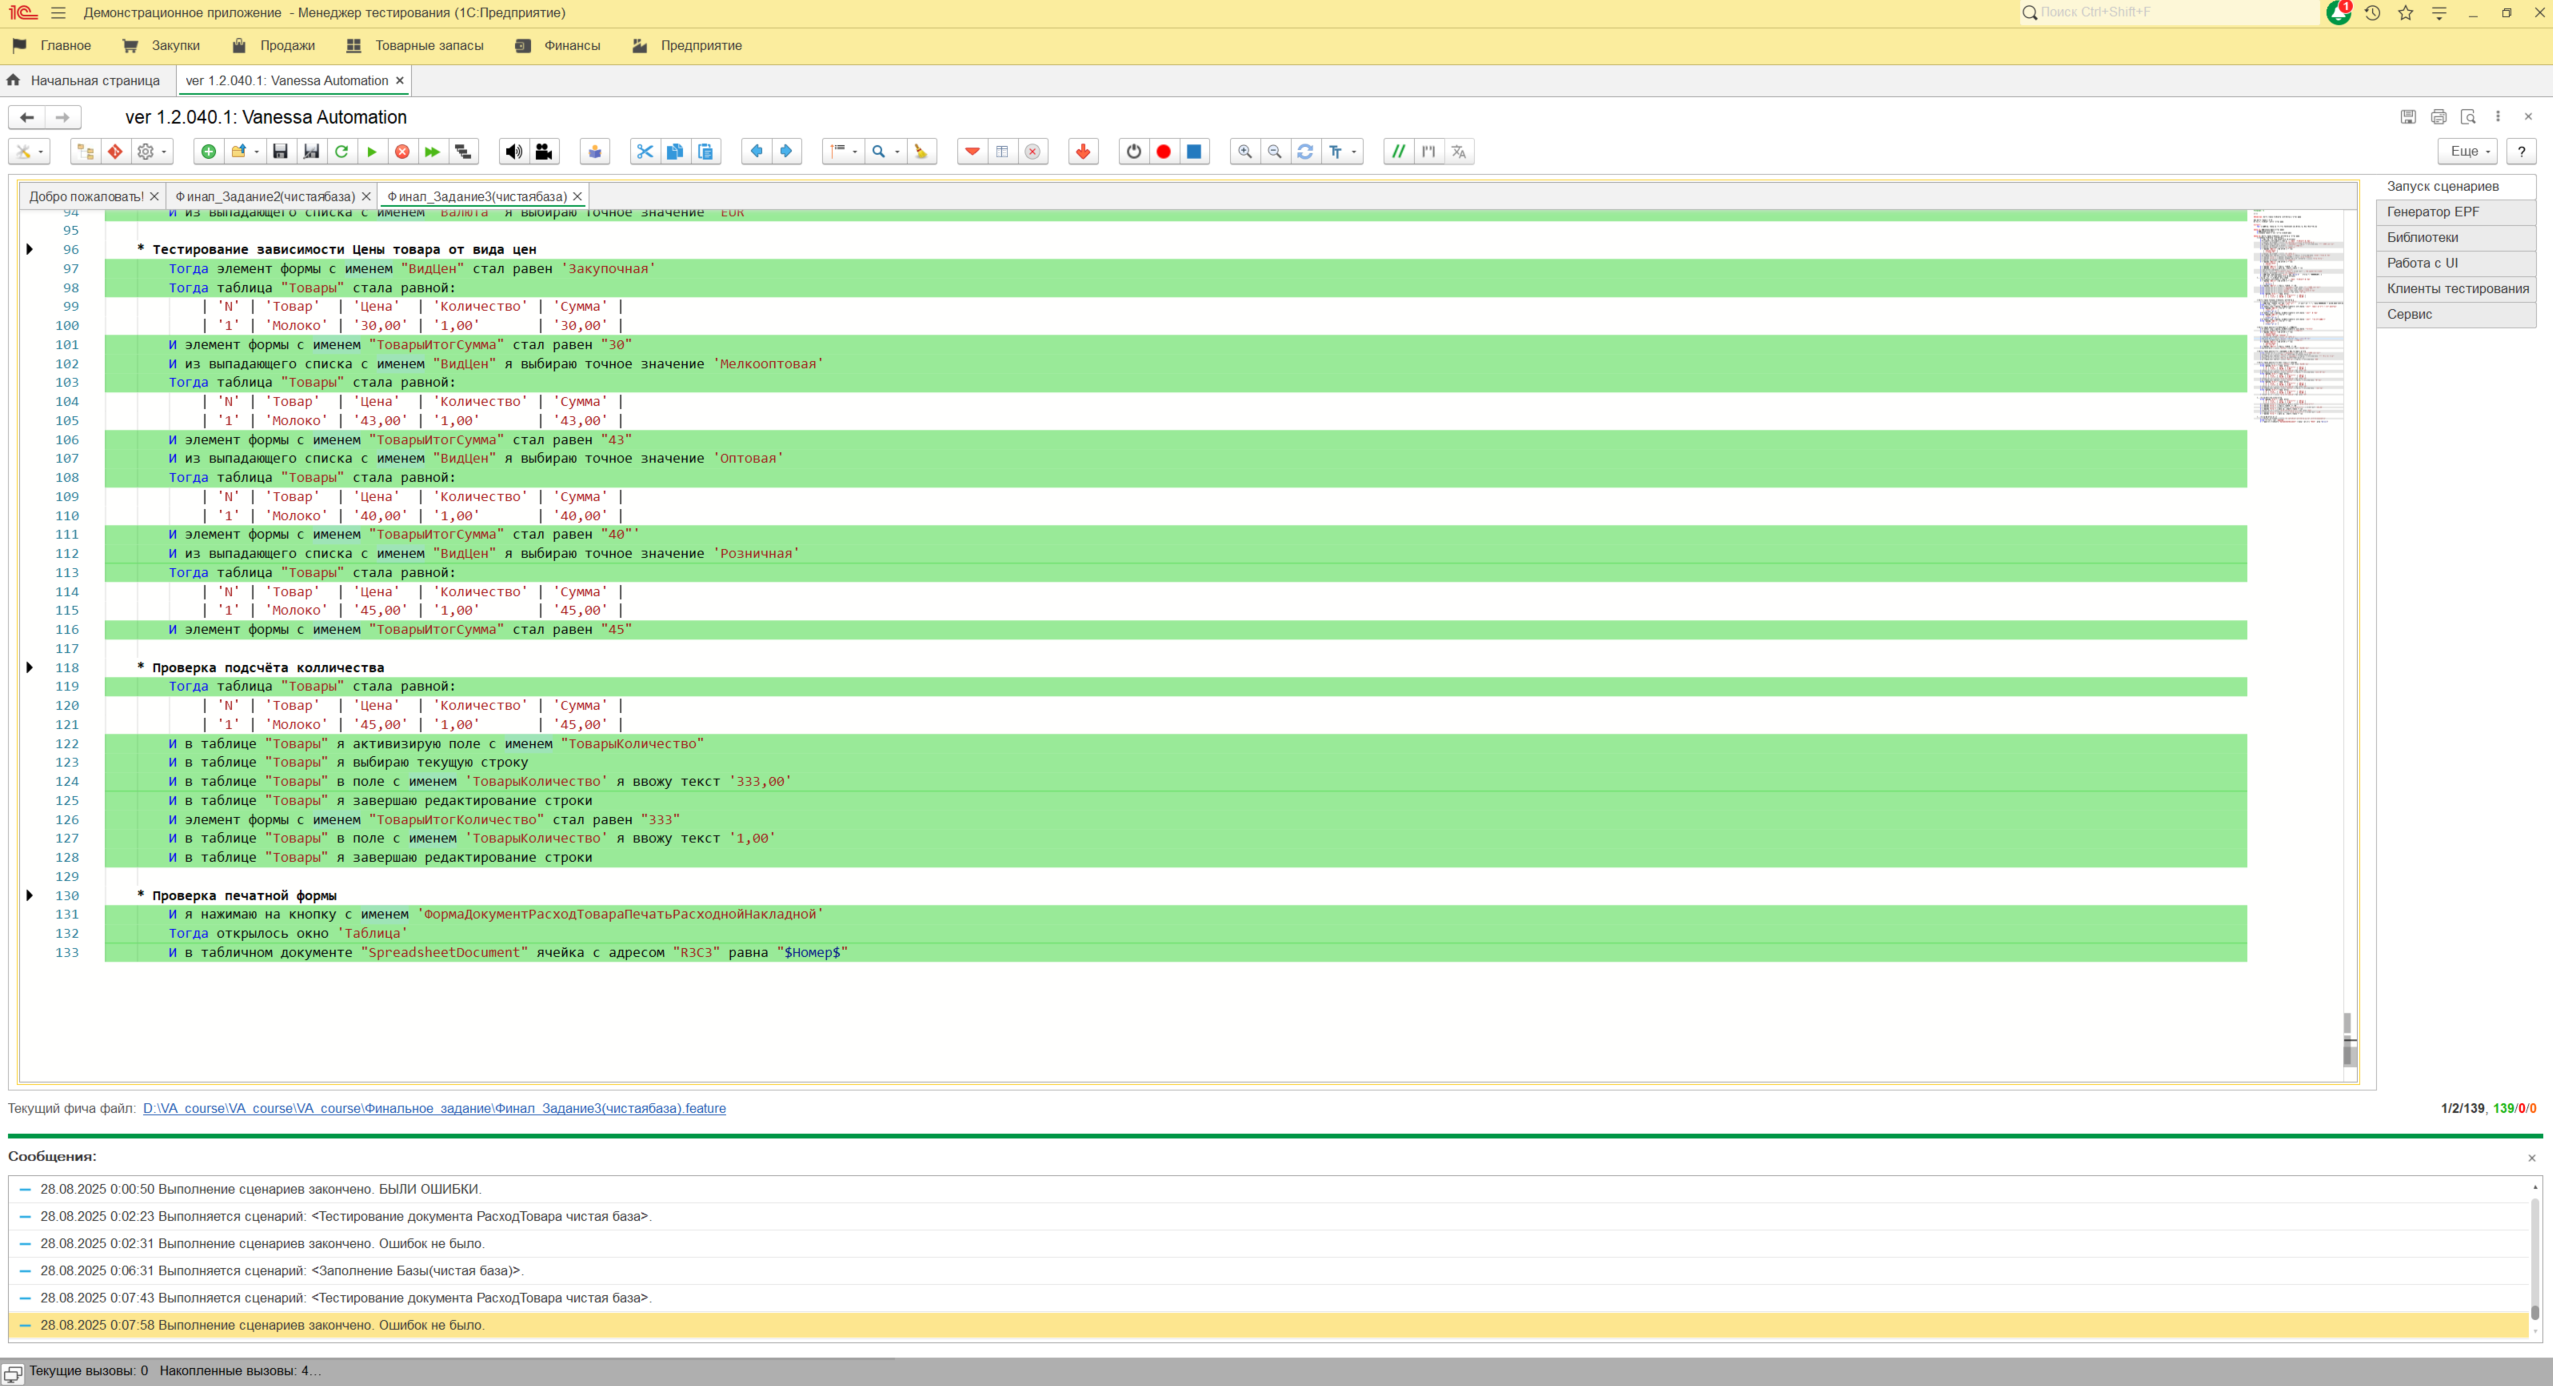 Демонстрационное приложение - Менеджер тестирования (1С:Предприятие)
Поиск Ctrl+Shift+F
1
Главное Закупки Продажи Товарные запасы Финансы Предприятие
Начальная страница ver 1.2.040.1: Vanessa Automation
ver 1.2.040.1: Vanessa Automation
Еще ?
Добро пожаловать! Финал_Задание2(чистаябаза) Финал_Задание3(чистаябаза)
94 И из выпадающего списка с именем "Валюта" я выбираю точное значение 'EUR'
95
96 * Тестирование зависимости Цены товара от вида цен
97 Тогда элемент формы с именем "ВидЦен" стал равен 'Закупочная'
98 Тогда таблица "Товары" стала равной:
99 | 'N' | 'Товар' | 'Цена' | 'Количество' | 'Сумма' |
100 | '1' | 'Молоко' | '30,00' | '1,00' | '30,00' |
101 И элемент формы с именем "ТоварыИтогСумма" стал равен "30"
102 И из выпадающего списка с именем "ВидЦен" я выбираю точное значение 'Мелкооптовая'
103 Тогда таблица "Товары" стала равной:
104 | 'N' | 'Товар' | 'Цена' | 'Количество' | 'Сумма' |
105 | '1' | 'Молоко' | '43,00' | '1,00' | '43,00' |
106 И элемент формы с именем "ТоварыИтогСумма" стал равен "43"
107 И из выпадающего списка с именем "ВидЦен" я выбираю точное значение 'Оптовая'
108 Тогда таблица "Товары" стала равной:
109 | 'N' | 'Товар' | 'Цена' | 'Количество' | 'Сумма' |
110 | '1' | 'Молоко' | '40,00' | '1,00' | '40,00' |
111 И элемент формы с именем "ТоварыИтогСумма" стал равен "40"'
112 И из выпадающего списка с именем "ВидЦен" я выбираю точное значение 'Розничная'
113 Тогда таблица "Товары" стала равной:
114 | 'N' | 'Товар' | 'Цена' | 'Количество' | 'Сумма' |
115 | '1' | 'Молоко' | '45,00' | '1,00' | '45,00' |
116 И элемент формы с именем "ТоварыИтогСумма" стал равен "45"
117
118 * Проверка подсчёта колличества
119 Тогда таблица "Товары" стала равной:
120 | 'N' | 'Товар' | 'Цена' | 'Количество' | 'Сумма' |
121 | '1' | 'Молоко' | '45,00' | '1,00' | '45,00' |
122 И в таблице "Товары" я активизирую поле с именем "ТоварыКоличество"
123 И в таблице "Товары" я выбираю текущую строку
124 И в таблице "Товары" в поле с именем 'ТоварыКоличество' я ввожу текст '333,00'
125 И в таблице "Товары" я завершаю редактирование строки
126 И элемент формы с именем "ТоварыИтогКоличество" стал равен "333"
127 И в таблице "Товары" в поле с именем 'ТоварыКоличество' я ввожу текст '1,00'
128 И в таблице "Товары" я завершаю редактирование строки
129
130 * Проверка печатной формы
131 И я нажимаю на кнопку с именем 'ФормаДокументРасходТовараПечатьРасходнойНакладной'
132 Тогда открылось окно 'Таблица'
133 И в табличном документе "SpreadsheetDocument" ячейка с адресом "R3C3" равна "$Номер$"
Запуск сценариев
Генератор EPF
Библиотеки
Работа с UI
Клиенты тестирования
Сервис
Текущий фича файл: D:\VA_course\VA_course\VA_course\Финальное_задание\Финал_Задание3(чистаябаза).feature
1/2/139, 139/0/0
Сообщения:
28.08.2025 0:00:50 Выполнение сценариев закончено. БЫЛИ ОШИБКИ.
28.08.2025 0:02:23 Выполняется сценарий: <Тестирование документа РасходТовара чистая база>.
28.08.2025 0:02:31 Выполнение сценариев закончено. Ошибок не было.
28.08.2025 0:06:31 Выполняется сценарий: <Заполнение Базы(чистая база)>.
28.08.2025 0:07:43 Выполняется сценарий: <Тестирование документа РасходТовара чистая база>.
28.08.2025 0:07:58 Выполнение сценариев закончено. Ошибок не было.
Текущие вызовы: 0 Накопленные вызовы: 4...